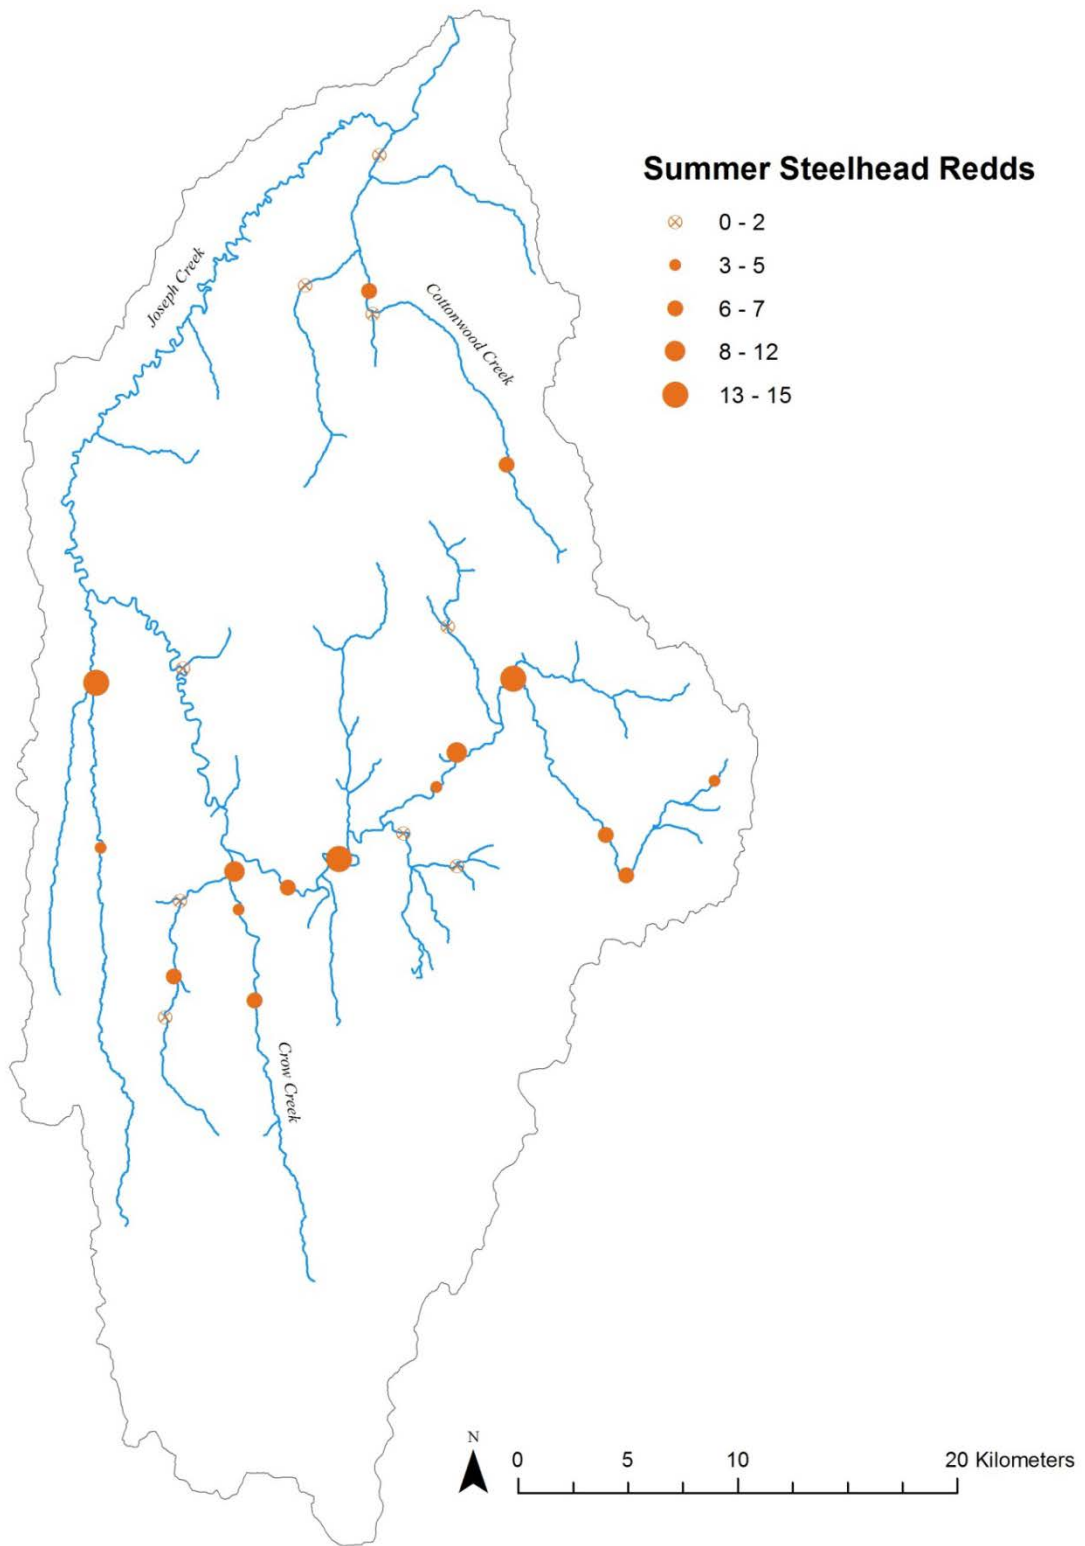 Summer Steelhead Redds
0 - 2
3 - 5
6 - 7
8 - 12
13 - 15
Joseph Creek
Cottonwood Creek
Crow Creek
N
0 5 10 20 Kilometers